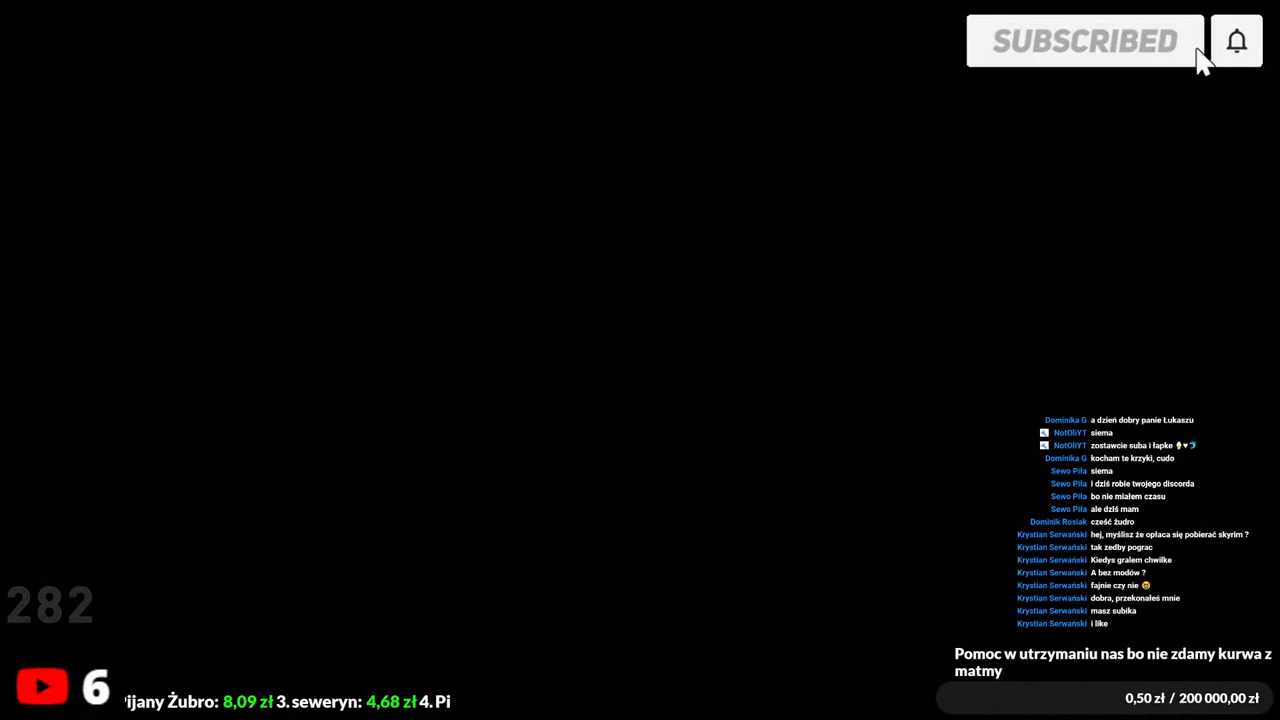 SUBSCRIBED
Dominika G a dzień dobry panie Łukaszu
NotOliYT siema
NotOliYT zostawcie suba i łapke
Dominika G kocham te krzyki, cudo
Sewo Piła siema
Sewo Piła I dziś robie twojego discorda
Sewo Piła bo nie miałem czasu
Sewo Piła ale dziś mam
Dominik Rosiak cześć żudro
Krystian Serwański hej, myślisz że opłaca się pobierać skyrim ?
Krystian Serwański tak zedby pograc
Krystian Serwański Kiedys gralem chwilke
Krystian Serwański A bez modów ?
Krystian Serwański fajnie czy nie
Krystian Serwański dobra, przekonałeś mnie
Krystian Serwański masz subika
Krystian Serwański i like
282
Pomoc w utrzymaniu nas bo nie zdamy kurwa z
matmy
6
ijany Żubro: 8,09 zł 3. seweryn: 4,68 zł 4. Pi
0,50 zł / 200 000,00 zł